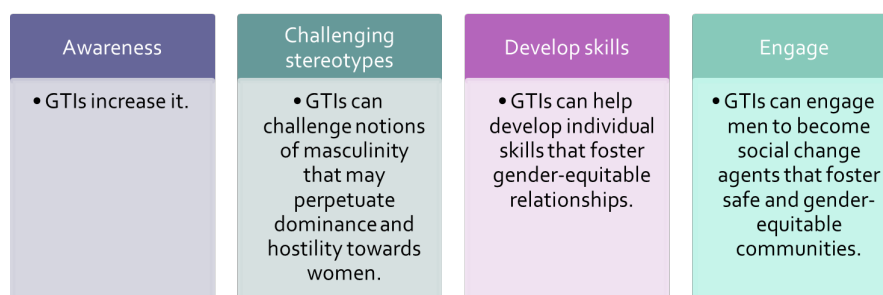 Awareness
• GTIs increase it.
Challenging
stereotypes
• GTIs can
challenge notions
of masculinity
that may
perpetuate
dominance and
hostility towards
women.
Develop skills
• GTIs can help
develop individual
skills that foster
gender-equitable
relationships.
Engage
• GTIs can engage
men to become
social change
agents that foster
safe and gender-
equitable
communities.